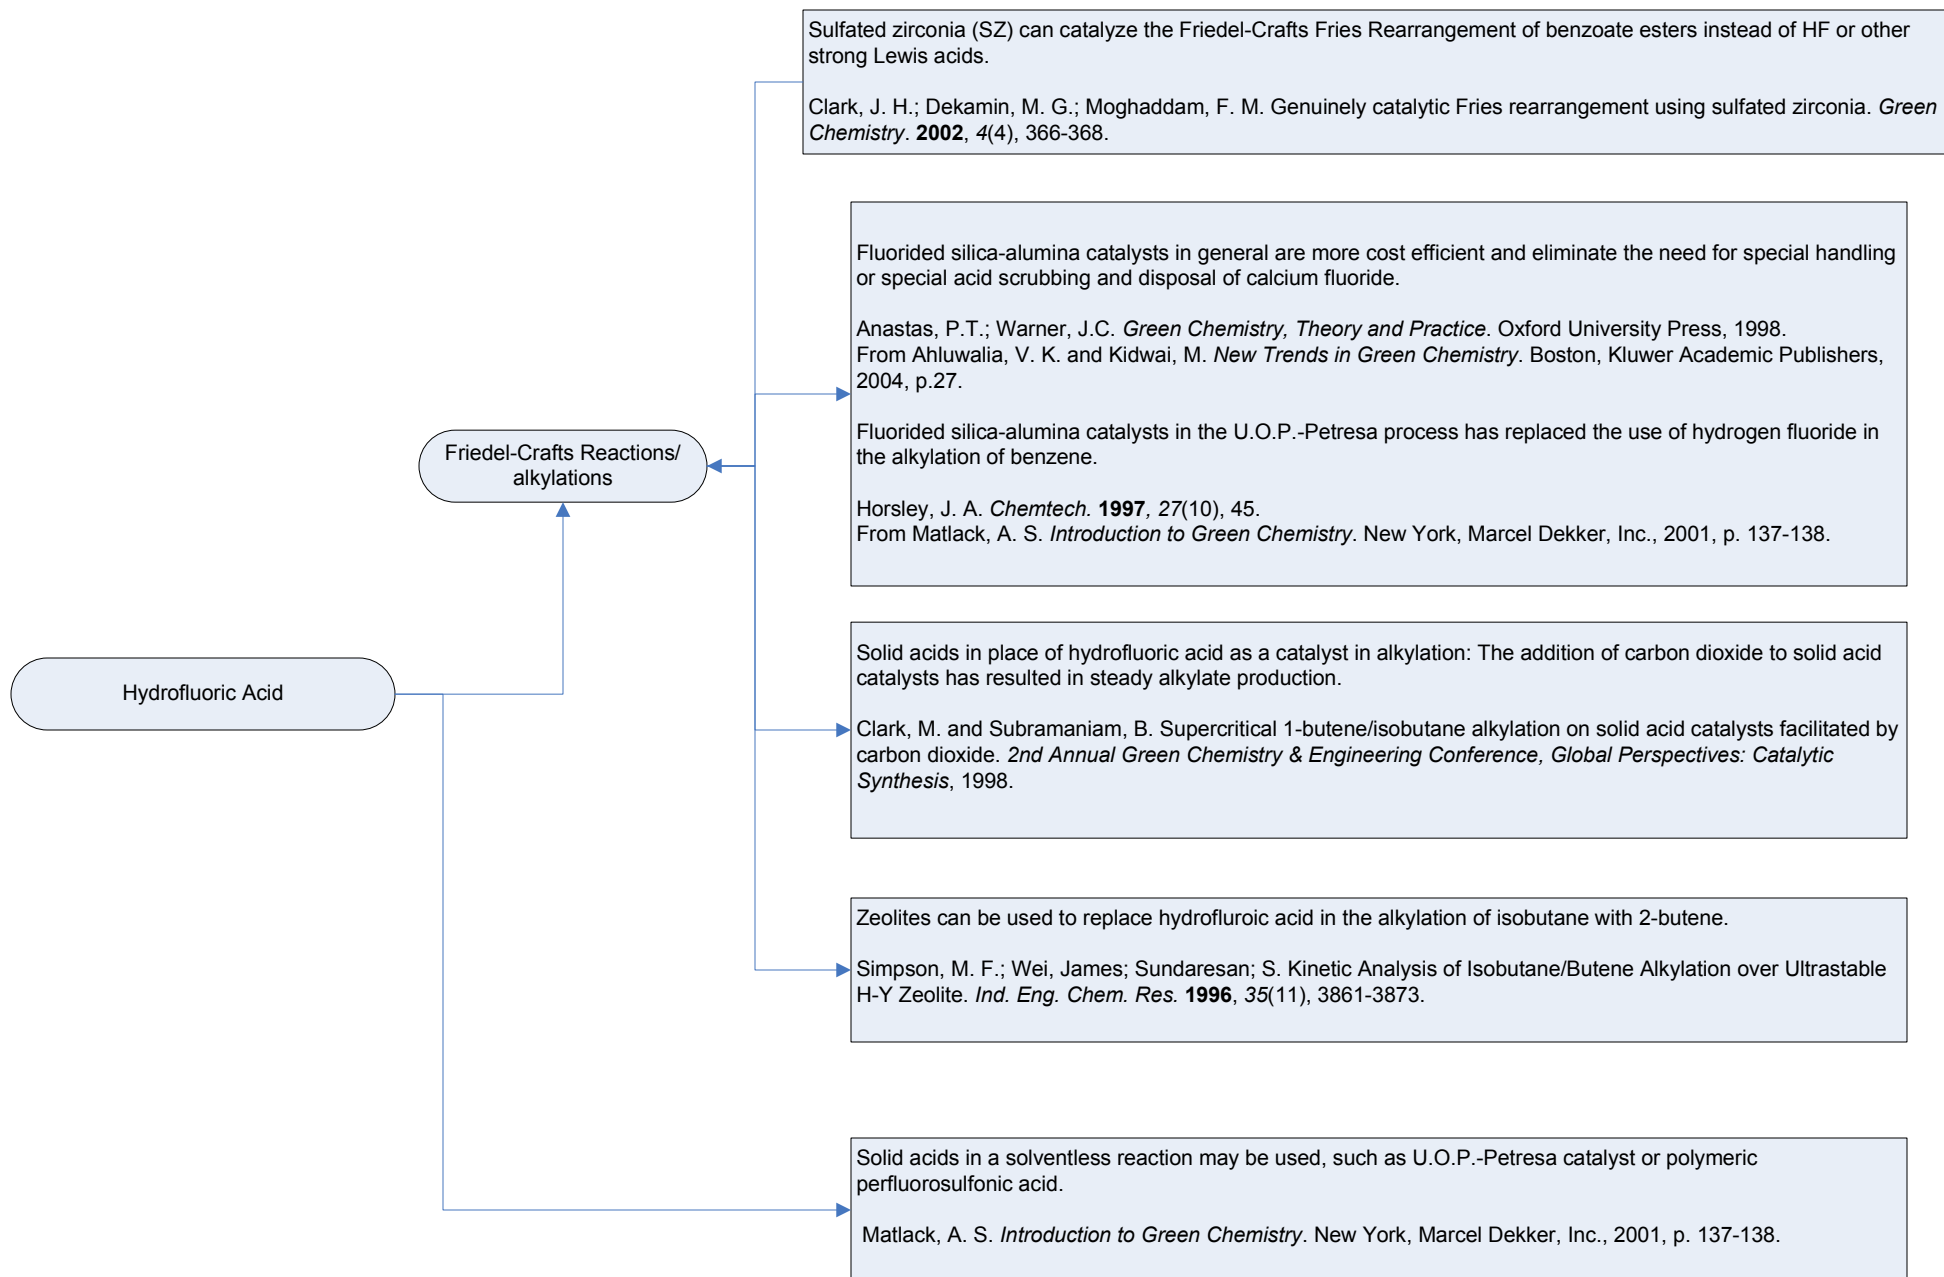 Sulfated zirconia (SZ) can catalyze the Friedel-Crafts Fries Rearrangement of benzoate esters instead of HF or other
strong Lewis acids.
Clark, J. H.; Dekamin, M. G.; Moghaddam, F. M. Genuinely catalytic Fries rearrangement using sulfated zirconia. Green
Chemistry. 2002, 4(4), 366-368.
Fluorided silica-alumina catalysts in general are more cost efficient and eliminate the need for special handling
or special acid scrubbing and disposal of calcium fluoride.
Anastas, P.T.; Warner, J.C. Green Chemistry, Theory and Practice. Oxford University Press, 1998.
From Ahluwalia, V. K. and Kidwai, M. New Trends in Green Chemistry. Boston, Kluwer Academic Publishers,
2004, p.27.
Fluorided silica-alumina catalysts in the U.O.P.-Petresa process has replaced the use of hydrogen fluoride in
the alkylation of benzene.
Horsley, J. A. Chemtech. 1997, 27(10), 45.
From Matlack, A. S. Introduction to Green Chemistry. New York, Marcel Dekker, Inc., 2001, p. 137-138.
Friedel-Crafts Reactions/
alkylations
Hydrofluoric Acid
Solid acids in place of hydrofluoric acid as a catalyst in alkylation: The addition of carbon dioxide to solid acid
catalysts has resulted in steady alkylate production.
Clark, M. and Subramaniam, B. Supercritical 1-butene/isobutane alkylation on solid acid catalysts facilitated by
carbon dioxide. 2nd Annual Green Chemistry & Engineering Conference, Global Perspectives: Catalytic
Synthesis, 1998.
Zeolites can be used to replace hydrofluroic acid in the alkylation of isobutane with 2-butene.
Simpson, M. F.; Wei, James; Sundaresan; S. Kinetic Analysis of Isobutane/Butene Alkylation over Ultrastable
H-Y Zeolite. Ind. Eng. Chem. Res. 1996, 35(11), 3861-3873.
Solid acids in a solventless reaction may be used, such as U.O.P.-Petresa catalyst or polymeric
perfluorosulfonic acid.
Matlack, A. S. Introduction to Green Chemistry. New York, Marcel Dekker, Inc., 2001, p. 137-138.